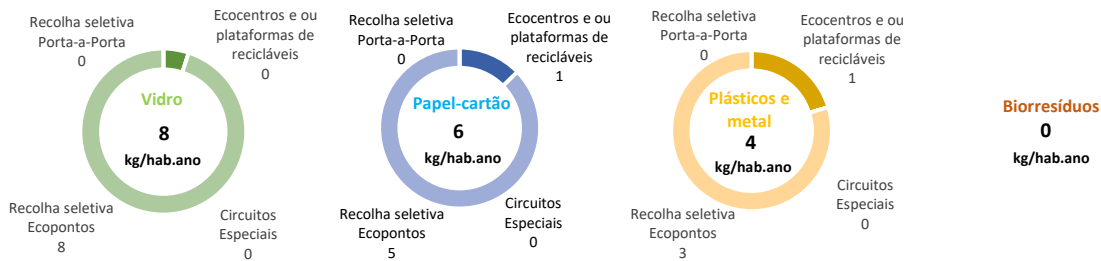 Recolha seletiva
Porta-a-Porta
0
Ecocentros e ou
plataformas de
recicláveis
0
Vidro
8
kg/hab.ano
Recolha seletiva
Ecopontos
8
Circuitos
Especiais
0
Recolha seletiva
Porta-a-Porta
0
Ecocentros e ou
plataformas de
recicláveis
1
Papel-cartão
6
kg/hab.ano
Recolha seletiva
Ecopontos
5
Circuitos
Especiais
0
Recolha seletiva
Porta-a-Porta
0
Ecocentros e ou
plataformas de
recicláveis
1
Plásticos e
metal
4
kg/hab.ano
Recolha seletiva
Ecopontos
3
Circuitos
Especiais
0
Biorresíduos
0
kg/hab.ano